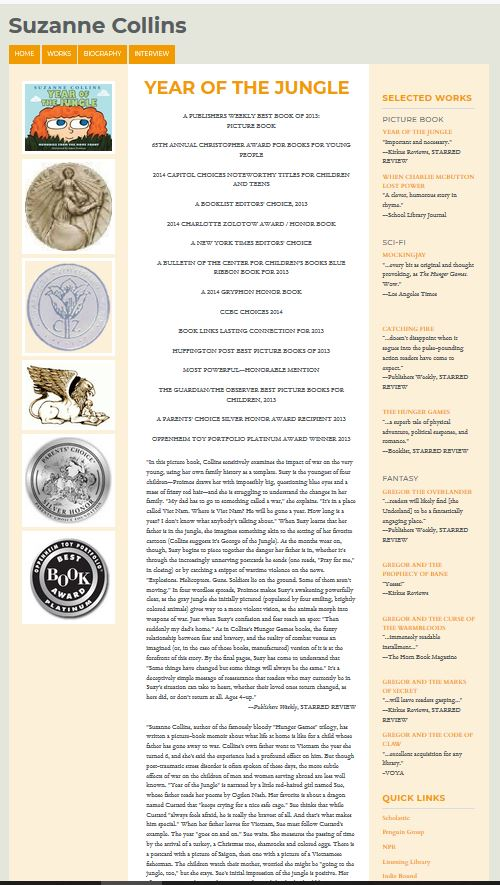 Suzanne Collins
HOME
WORKS
BIOGRAPHY
INTERVIEW
SUZANNE COLLINS
YEAR OF
THE JUNGLE
PARENTS' CHOICE
SILVER HONOR
OPPENHEIM TOY PORTFOLIO
BEST
BOOK
AWARD
PLATINUM
YEAR OF THE JUNGLE
A PUBLISHERS WEEKLY BEST BOOK OF 2013:
PICTURE BOOK
65TH ANNUAL CHRISTOPHER AWARD FOR BOOKS FOR YOUNG
PEOPLE
2014 CAPITOL CHOICES NOTEWORTHY TITLES FOR CHILDREN
AND TEENS
A BOOKLIST EDITORS' CHOICE, 2013
2014 CHARLOTTE ZOLOTOW AWARD / HONOR BOOK
A NEW YORK TIMES EDITORS' CHOICE
A BULLETIN OF THE CENTER FOR CHILDREN'S BOOKS BLUE
RIBBON BOOK FOR 2013
A 2014 GRYPHON HONOR BOOK
CCBC CHOICES 2014
BOOK LINKS LASTING CONNECTION FOR 2013
HUFFINGTON POST BEST PICTURE BOOKS OF 2013
MOST POWERFUL—HONORABLE MENTION
THE GUARDIAN/THE OBSERVER BEST PICTURE BOOKS FOR
CHILDREN, 2013
A PARENTS' CHOICE SILVER HONOR AWARD RECIPIENT 2013
OPPENHEIM TOY PORTFOLIO PLATINUM AWARD WINNER 2013
"In this picture book, Collins sensitively examines the impact of war on the very
young, using her own family history as a template. Suzy is the youngest of four
children—Proimos draws her with impossibly big, questioning blue eyes and a
mass of frizzy red hair—and she is struggling to understand the changes in her
family. "My dad has to go to something called a war," she explains. "It's in a place
called Viet Nam. Where is Viet Nam? He will be gone a year. How long is a
year? I don't know what anybody's talking about." When Suzy learns that her
father is in the jungle, she imagines something akin to the setting of her favorite
cartoon (Collins suggests it's George of the Jungle). As the months wear on,
though, Suzy begins to piece together the danger her father is in, whether it's
through the increasingly unnerving postcards he sends (one reads, "Pray for me,"
in closing) or by catching a snippet of wartime violence on the news.
"Explosions. Helicopters. Guns. Soldiers lie on the ground. Some of them aren't
moving." In four wordless spreads, Proimos makes Suzy's awakening powerfully
clear, as the gray jungle she initially pictured (populated by four smiling, brightly
colored animals) gives way to a more violent vision, as the animals morph into
weapons of war. Just when Suzy's confusion and fear reach an apex: "Then
suddenly my dad's home." As in Collins's Hunger Games books, the fuzzy
relationship between fear and bravery, and the reality of combat versus an
imagined (or, in the case of those books, manufactured) version of it is at the
forefront of this story. By the final pages, Suzy has come to understand that
"Some things have changed but some things will always be the same." It's a
deceptively simple message of reassurance that readers who may currently be in
Suzy's situation can take to heart, whether their loved ones return changed, as
hers did, or don't return at all. Ages 4–up."
—Publishers Weekly, STARRED REVIEW
"Suzanne Collins, author of the famously bloody "Hunger Games" trilogy, has
written a picture-book memoir about what life at home is like for a child whose
father has gone away to war. Collins's own father went to Vietnam the year she
turned 6, and she's said the experience had a profound effect on him. But though
post-traumatic stress disorder is often spoken of these days, the more subtle
effects of war on the children of men and women serving abroad are less well
known. "Year of the Jungle" is narrated by a little red-haired girl named Sue,
whose father reads her poems by Ogden Nash. Her favorite is about a dragon
named Custard that "keeps crying for a nice safe cage." Sue thinks that while
Custard "always feels afraid, he is really the bravest of all. And that's what makes
him special." When her father leaves for Vietnam, Sue must follow Custard's
example. The year "goes on and on." Sue waits. She measures the passing of time
by the arrival of a turkey, a Christmas tree, shamrocks and colored eggs. There is
a postcard with a picture of Saigon, then one with a picture of a Vietnamese
fisherman. The children watch their mother, worried she might be "going to the
jungle, too," but she stays. Sue's initial impression of the jungle is positive. Her
SELECTED WORKS
PICTURE BOOK
YEAR OF THE JUNGLE
"Important and necessary."
—Kirkus Reviews, STARRED
REVIEW
WHEN CHARLIE MCBUTTON
LOST POWER
"A clever, humorous story in
rhyme."
—School Library Journal
SCI-FI
MOCKINGJAY
"...every bit as original and thought
provoking, as The Hunger Games.
Wow."
—Los Angeles Times
CATCHING FIRE
"...doesn't disappoint when it
segues into the pulse-pounding
action readers have come to
expect."
—Publishers Weekly, STARRED
REVIEW
THE HUNGER GAMES
"...a superb tale of physical
adventure, political suspense, and
romance."
—Booklist, STARRED REVIEW
FANTASY
GREGOR THE OVERLANDER
"...readers will likely find [the
Underland] to be a fantastically
engaging place."
—Publishers Weekly, STARRED
REVIEW
GREGOR AND THE
PROPHECY OF BANE
"Yessss!"
—Kirkus Reviews
GREGOR AND THE CURSE OF
THE WARMBLOODS
"...immensely readable
installment..."
—The Horn Book Magazine
GREGOR AND THE MARKS
OF SECRET
"...will leave readers gasping..."
—Kirkus Reviews, STARRED
REVIEW
GREGOR AND THE CODE OF
CLAW
"...excellent acquisition for any
library."
–VOYA
QUICK LINKS
Scholastic
Penguin Group
NPR
Learning Library
Indie Bound